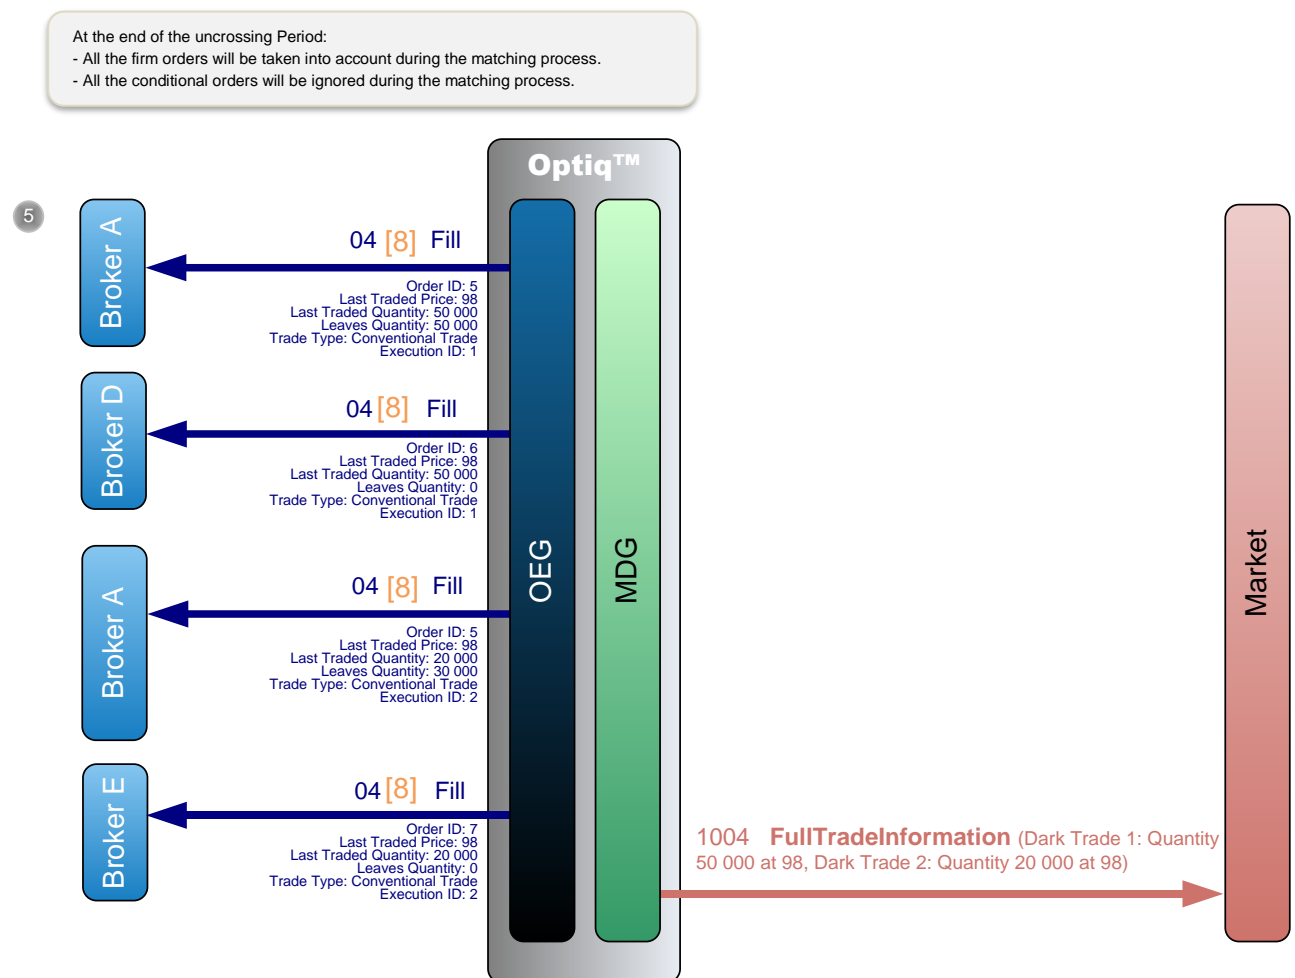 At the end of the uncrossing Period:
- All the firm orders will be taken into account during the matching process.
- All the conditional orders will be ignored during the matching process.
Optiq™
5
Broker A
04 [8] Fill
Order ID: 5
Last Traded Price: 98
Last Traded Quantity: 50 000
Leaves Quantity: 50 000
Trade Type: Conventional Trade
Execution ID: 1
Broker D
04 [8] Fill
Order ID: 6
Last Traded Price: 98
Last Traded Quantity: 50 000
Leaves Quantity: 0
Trade Type: Conventional Trade
Execution ID: 1
Broker A
04 [8] Fill
Order ID: 5
Last Traded Price: 98
Last Traded Quantity: 20 000
Leaves Quantity: 30 000
Trade Type: Conventional Trade
Execution ID: 2
Broker E
04 [8] Fill
Order ID: 7
Last Traded Price: 98
Last Traded Quantity: 20 000
Leaves Quantity: 0
Trade Type: Conventional Trade
Execution ID: 2
OEG
MDG
1004 FullTradeInformation (Dark Trade 1: Quantity
50 000 at 98, Dark Trade 2: Quantity 20 000 at 98)
Market